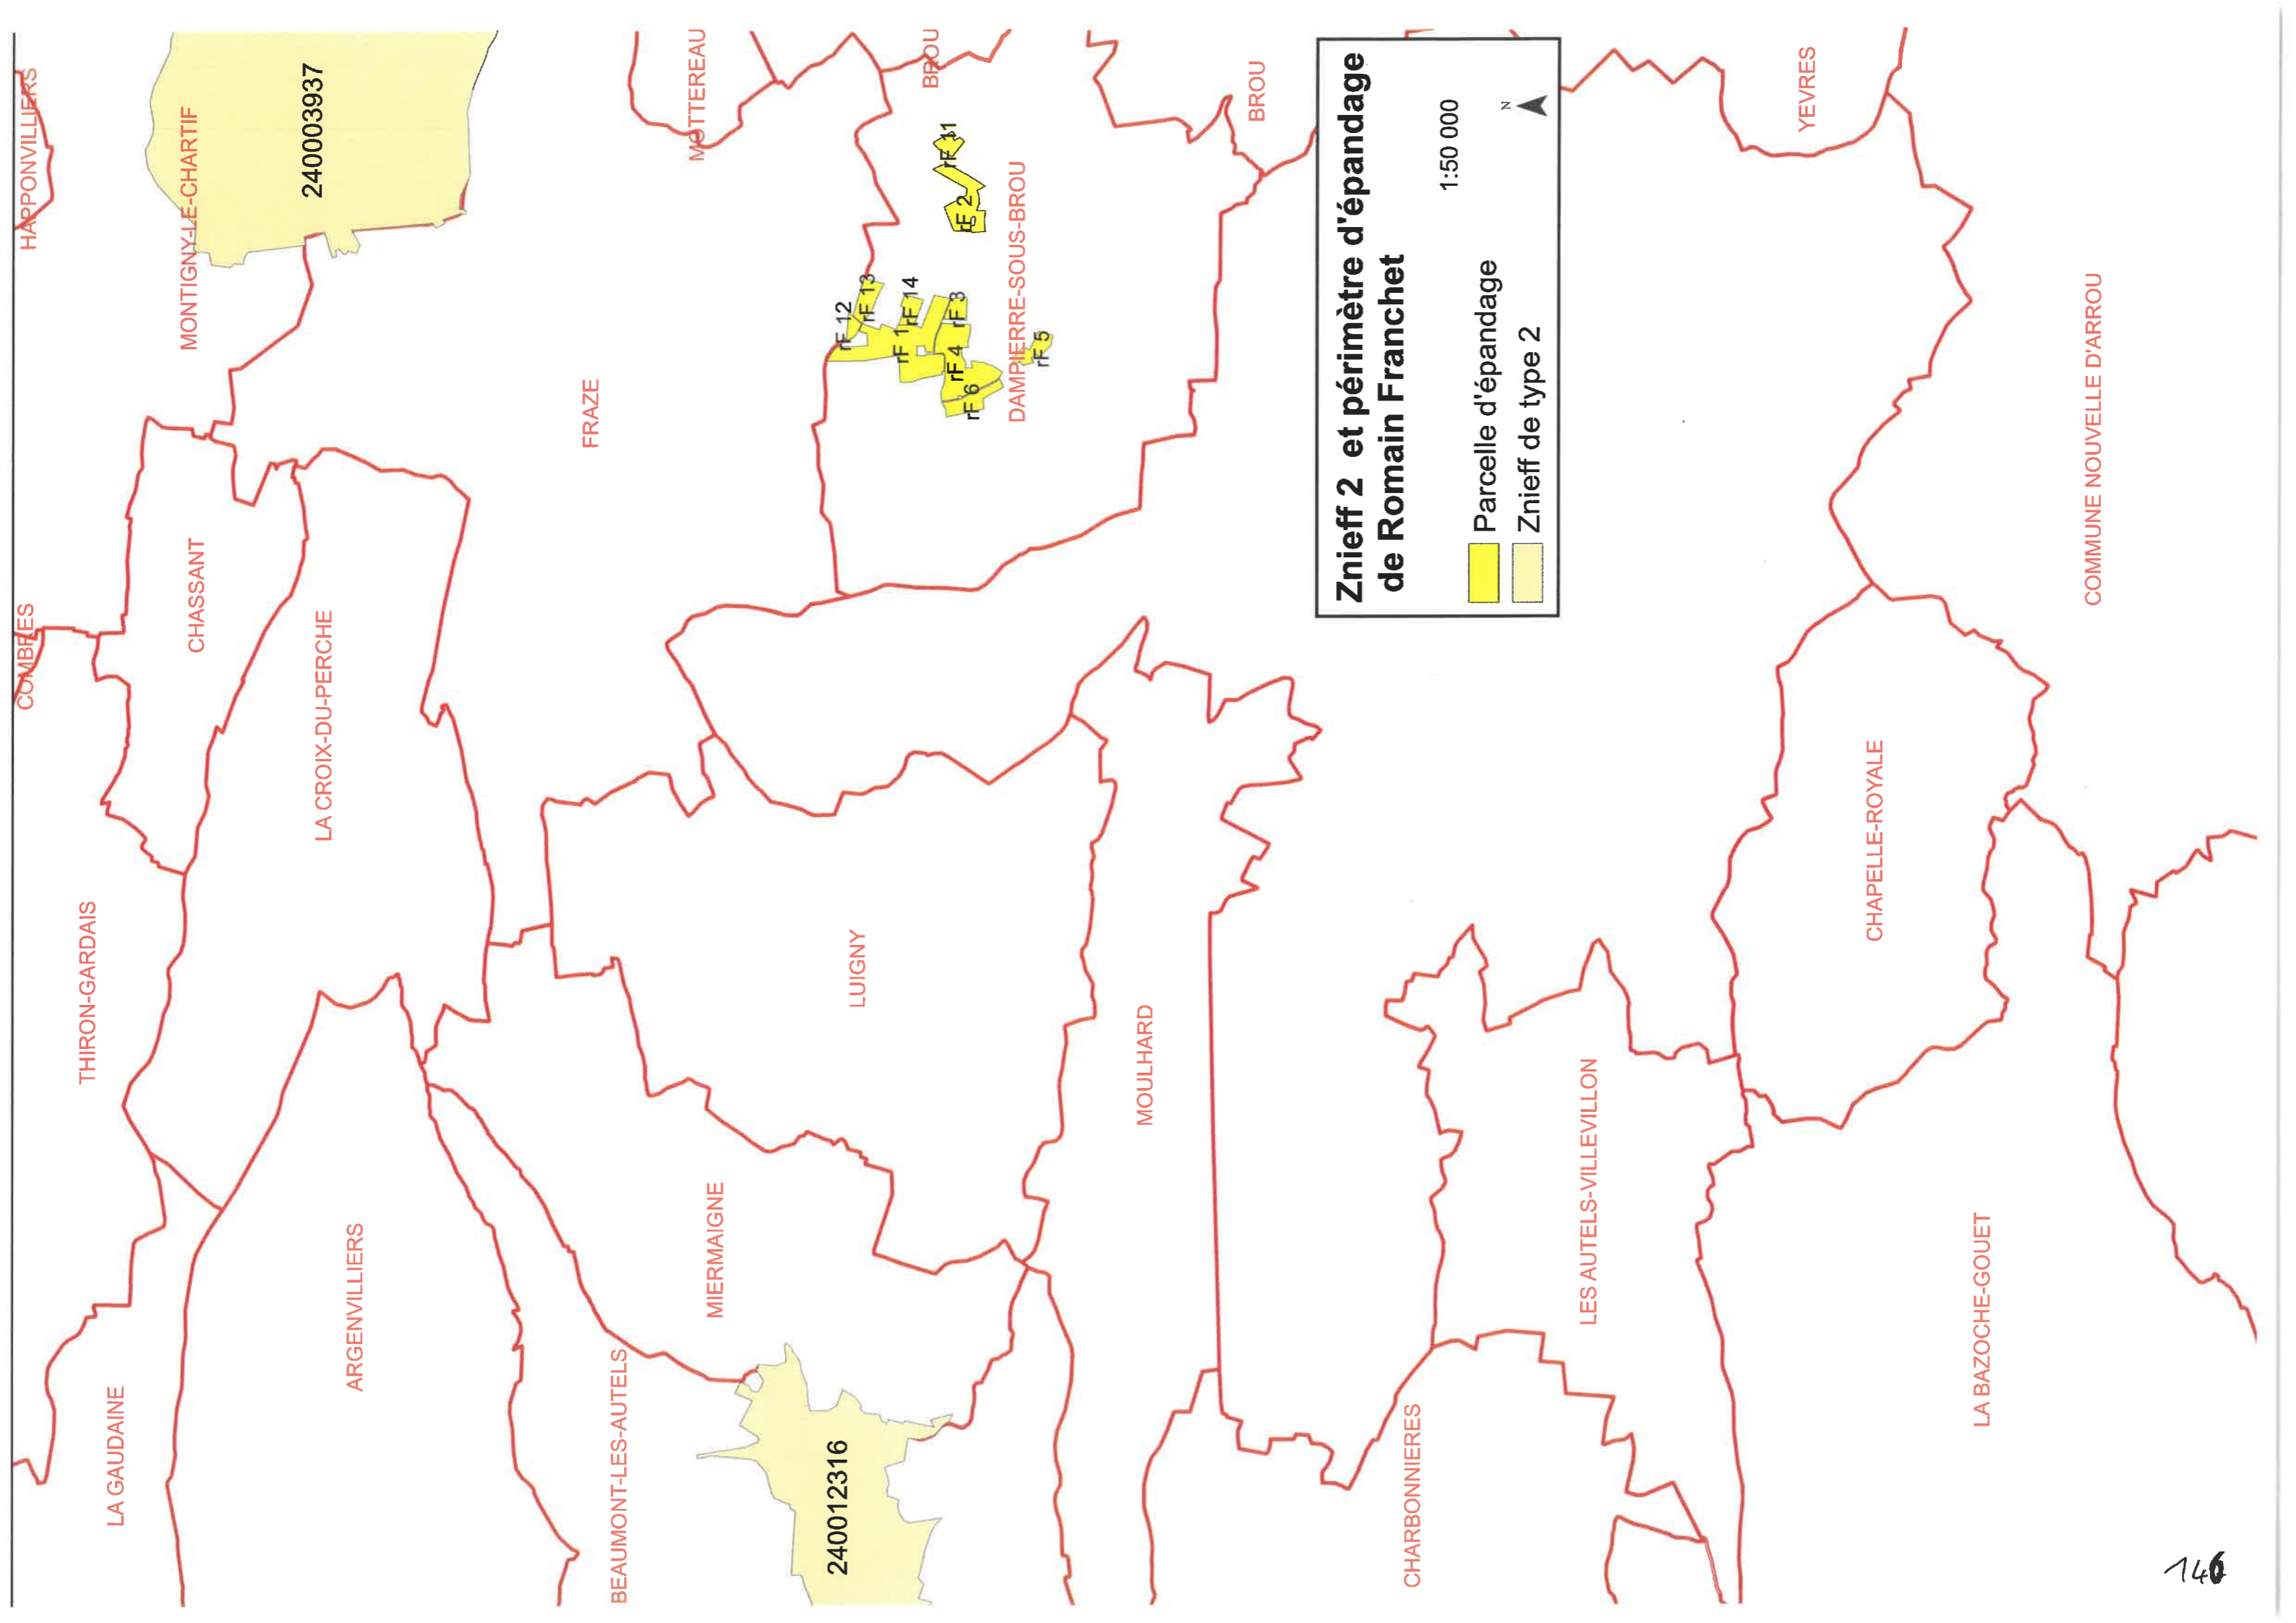 HAPPONVILLIERS
COMBRES
MONTIGNY-LE-CHARTIF
2400003937
CHASSANT
THIRON-GARDAIS
LA GAUDAINE
LA CROIX-DU-PERCHE
ARGENVILLIERS
FRAZE
MOTTEREAU
BROU
BEAUMONT-LES-AUTELS
MIERMAIGNE
LUIGNY
2400123316
rF 12
rF 13
rF 1
rF 14
rF 4
rF 3
rF 6
rF 2
rF 5
DAMPIERRE-SOUS-BROU
BROU
MOULHARD
Znieff 2 et périmètre d'épandage
de Romain Franchet
1:50 000
N
Parcelle d'épandage
Znieff de type 2
CHARBONNIERES
LES AUTELS-VILLEVILLON
YEVRES
CHAPELLE-ROYALE
LA BAZOCHE-GOUET
COMMUNE NOUVELLE D'ARROU
146